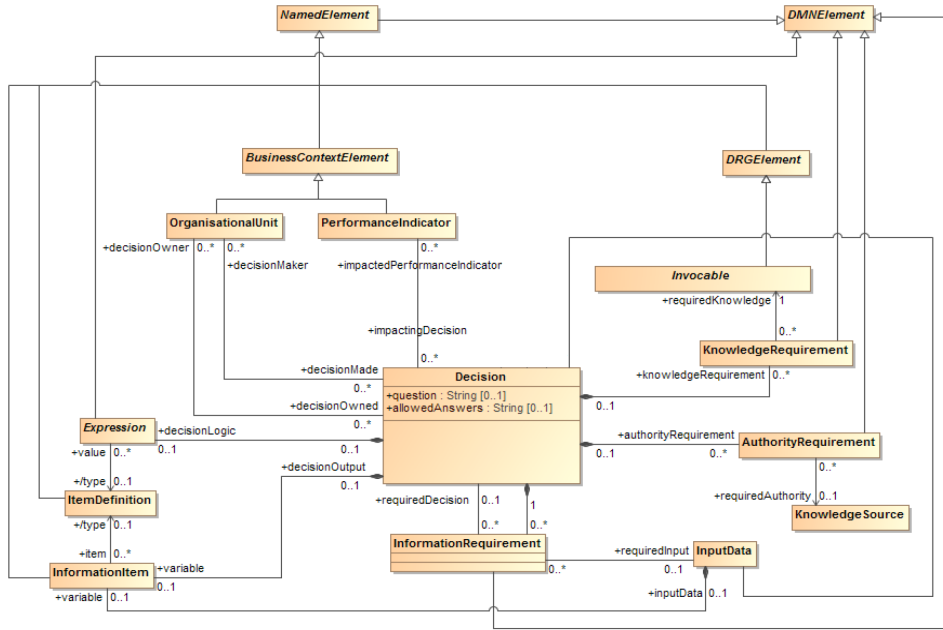 NamedElement
DMNElement
BusinessContextElement
DRGElement
OrganisationalUnit
PerformanceIndicator
+decisionOwner
0..*
0..*
0..*
+decisionMaker
+impactedPerformanceIndicator
Invocable
+requiredKnowledge
1
+impactingDecision
0..*
0..*
KnowledgeRequirement
+decisionMade
0..*
Decision
+knowledgeRequirement
0..*
+question : String [0..1]
+allowedAnswers : String [0..1]
0..1
+decisionOwned
0..*
Expression
+decisionLogic
0..1
0..1
+authorityRequirement
0..1
0..*
AuthorityRequirement
+value
0..*
+decisionOutput
0..1
0..*
+/type
0..1
+requiredDecision
0..1
1
+requiredAuthority
0..1
ItemDefinition
KnowledgeSource
+/type
0..1
0..*
0..*
InformationRequirement
+item
0..*
+requiredInput
InputData
InformationItem
+variable
0..1
0..*
0..1
+variable
0..1
+inputData
0..1